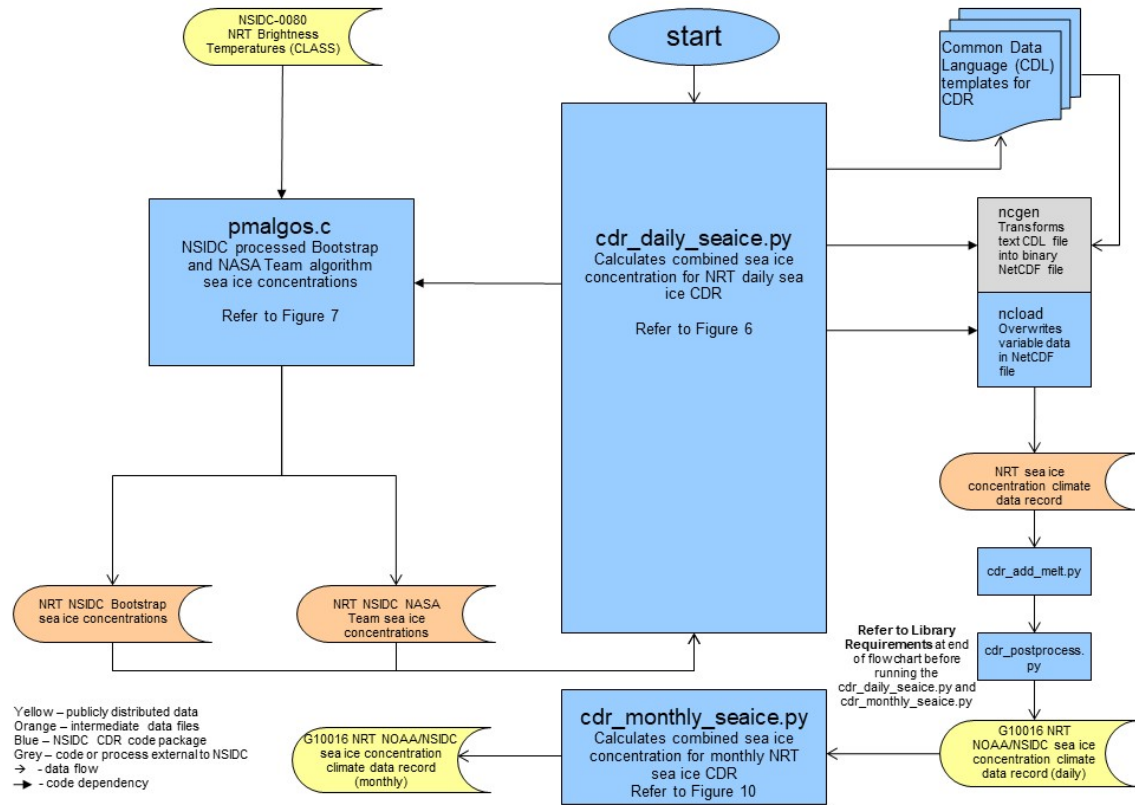 NSIDC-0080
NRT Brightness
Temperatures (CLASS)
start
Common Data
Language (CDL)
templates for
CDR
pmalgos.c
NSIDC processed Bootstrap
and NASA Team algorithm
sea ice concentrations
Refer to Figure 7
cdr_daily_seaice.py
Calculates combined sea ice
concentration for NRT daily sea
ice CDR
Refer to Figure 6
ncgen
Transforms
text CDL file
into binary
NetCDF file
ncload
Overwrites
variable data
in NetCDF
file
NRT sea ice
concentration climate
data record
cdr_add_melt.py
cdr_postprocess.
py
NRT NSIDC Bootstrap
sea ice concentrations
NRT NSIDC NASA
Team sea ice
concentrations
Refer to Library
Requirements at end
of flowchart before
running the
cdr_daily_seaice.py and
cdr_monthly_seaice.py
Yellow – publicly distributed data
Orange – intermediate data files
Blue – NSIDC CDR code package
Grey – code or process external to NSIDC
→ - data flow
→ - code dependency
G10016 NRT NOAA/NSIDC
sea ice concentration
climate data record
(monthly)
cdr_monthly_seaice.py
Calculates combined sea ice
concentration for monthly NRT
sea ice CDR
Refer to Figure 10
G10016 NRT
NOAA/NSIDC sea ice
concentration climate
data record (daily)